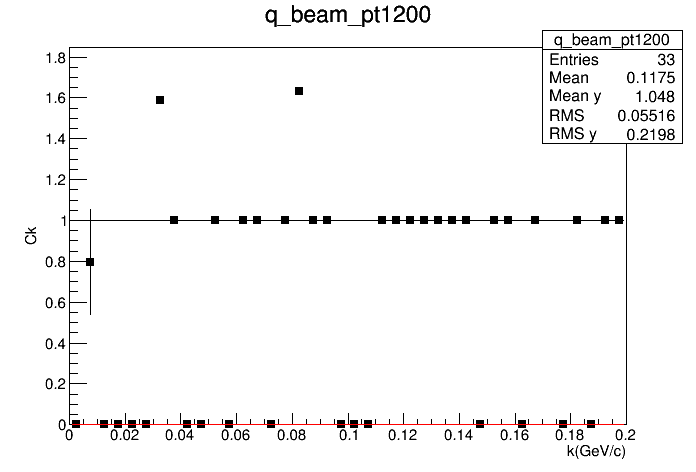 q_beam_pt1200
q_beam_pt1200
Entries 33
Mean 0.1175
Mean y 1.048
RMS 0.05516
RMS y 0.2198
Ck
1.8
1.6
1.4
1.2
1
0.8
0.6
0.4
0.2
0
0 0.02 0.04 0.06 0.08 0.1 0.12 0.14 0.16 0.18 0.2
k(GeV/c)